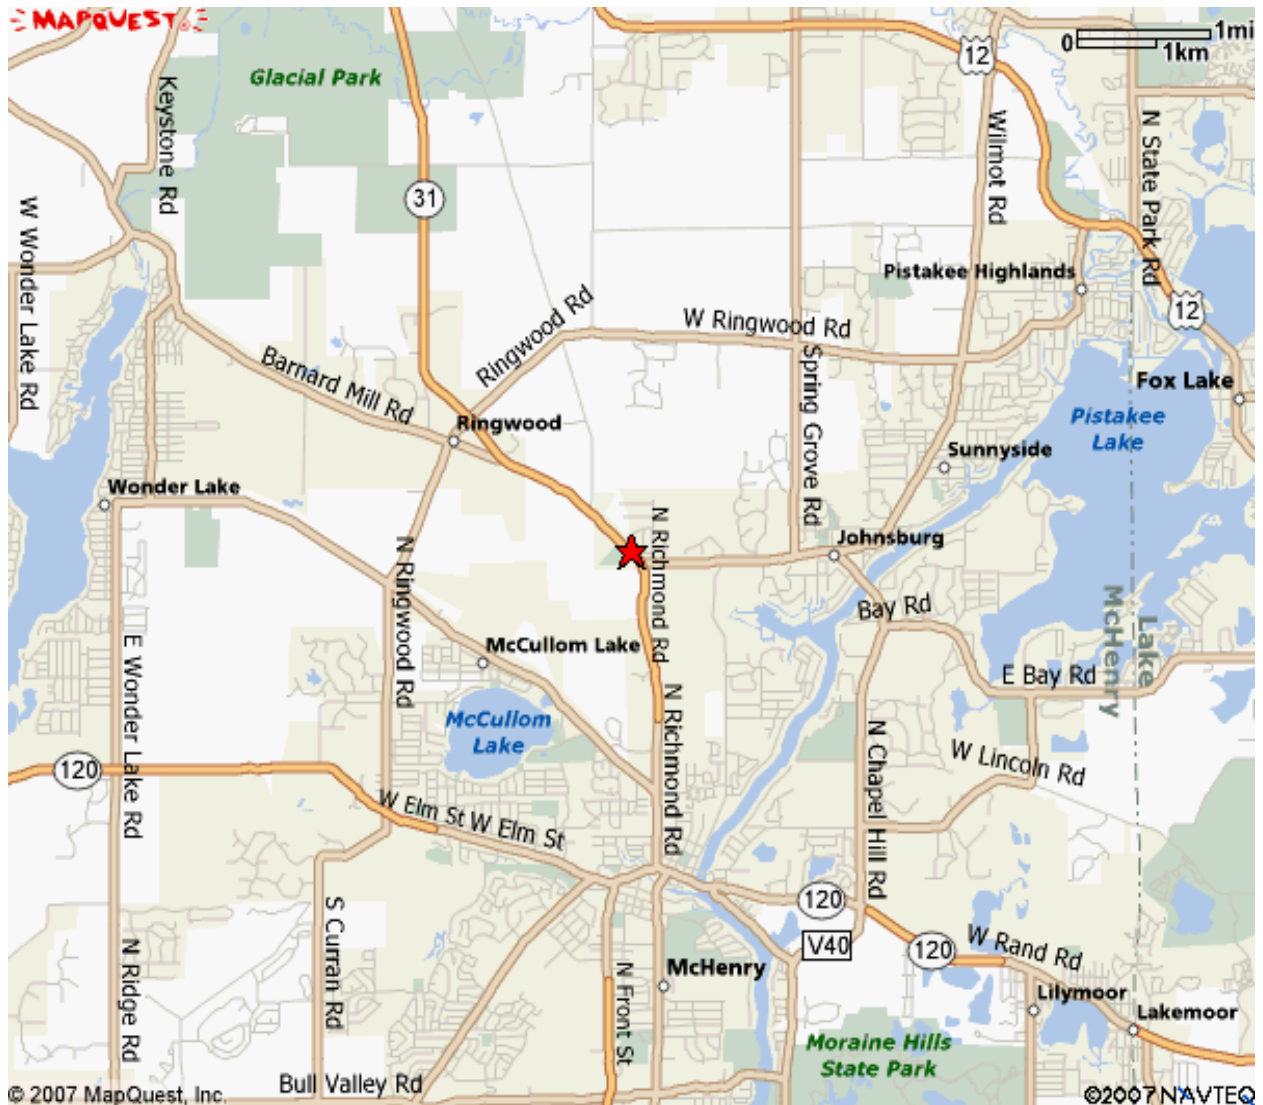 MAPQUEST
0 1mi
1km
Glacial Park
12
Keystone Rd
Wilmot Rd
N State Park Rd
31
W Wonder Lake Rd
Pistakee Highlands
12
Ringwood Rd
W Ringwood Rd
Barnard Mill Rd
Spring Grove Rd
Fox Lake
Ringwood
Pistakee
Lake
Sunnyside
Wonder Lake
N Richmond Rd
Johnsburg
N Ringwood Rd
Bay Rd
McHenry
Lake
E Wonder Lake Rd
McCullom Lake
E Bay Rd
McCullom
Lake
N Richmond Rd
N Chapel Hill Rd
W Lincoln Rd
120
W Elm St W Elm St
120
S Curran Rd
V40
120
W Rand Rd
N Ridge Rd
N Front St
McHenry
Lilymoor
Lakemoor
Moraine Hills
State Park
Bull Valley Rd
© 2007 MapQuest, Inc.
©2007 NAVTEQ